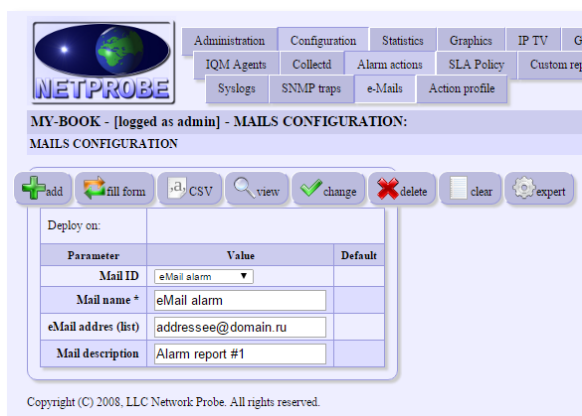 Administration Configuration Statistics Graphics IP TV G
IQM Agents Collectd Alarm actions SLA Policy Custom rep
Syslogs SNMP traps e-Mails Action profile
NETPROBE
MY-BOOK - [logged as admin] - MAILS CONFIGURATION:
MAILS CONFIGURATION
add fill form ,a, CSV view change delete clear expert
Deploy on:
Parameter Value Default
Mail ID eMail alarm
Mail name * eMail alarm
eMail addres (list) addressee@domain.ru
Mail description Alarm report #1
Copyright (C) 2008, LLC Network Probe. All rights reserved.